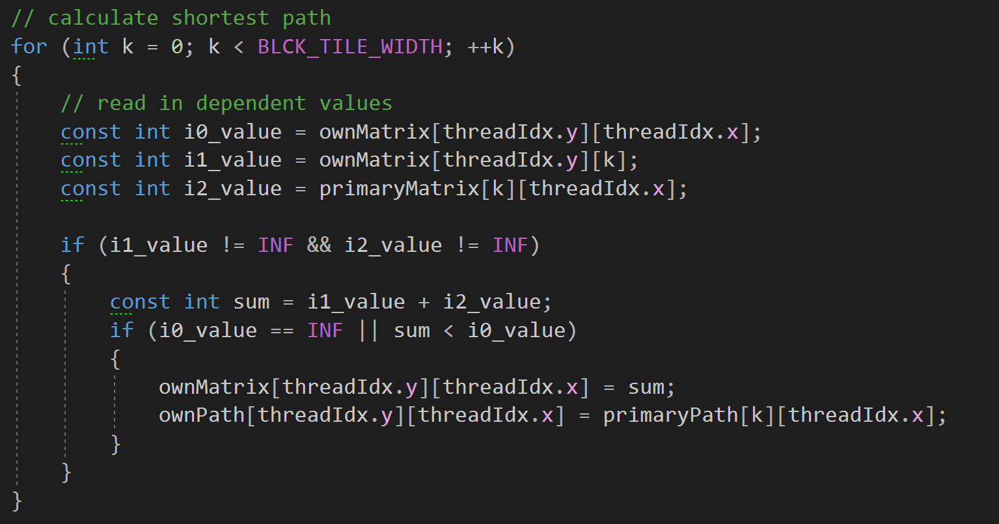 // calculate shortest path
for (int k = 0; k < BLCK_TILE_WIDTH; ++k)
{
    // read in dependent values
    const int i0_value = ownMatrix[threadIdx.y][threadIdx.x];
    const int i1_value = ownMatrix[threadIdx.y][k];
    const int i2_value = primaryMatrix[k][threadIdx.x];

    if (i1_value != INF && i2_value != INF)
    {
        const int sum = i1_value + i2_value;
        if (i0_value == INF || sum < i0_value)
        {
            ownMatrix[threadIdx.y][threadIdx.x] = sum;
            ownPath[threadIdx.y][threadIdx.x] = primaryPath[k][threadIdx.x];
        }
    }
}